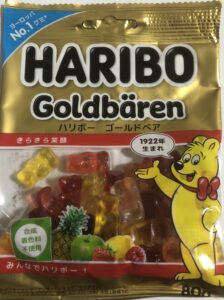 ヨーロッパ
No.1グミ*
HARIBO
Goldbären
ハリボー ゴールドベア
きらきら笑顔
1922年
生まれ
合成
着色料
不使用
みんなでハリボー!